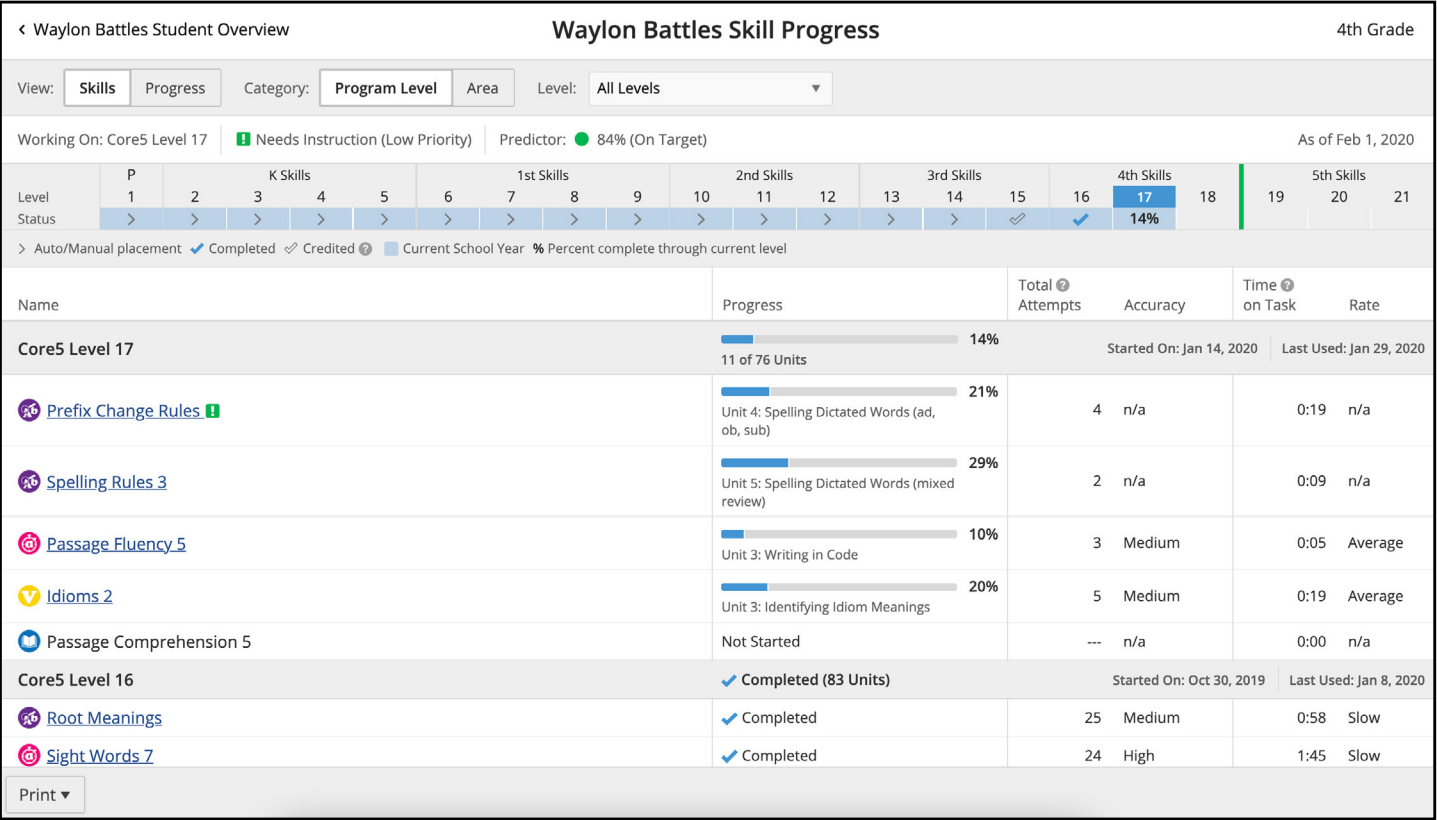 ‹ Waylon Battles Student Overview
Waylon Battles Skill Progress
4th Grade
View: Skills Progress Category: Program Level Area Level: All Levels ▼
Working On: Core5 Level 17 Needs Instruction (Low Priority) Predictor: 84% (On Target) As of Feb 1, 2020
P K Skills 1st Skills 2nd Skills 3rd Skills 4th Skills 5th Skills
Level 1 2 3 4 5 6 7 8 9 10 11 12 13 14 15 16 17 18 19 20 21
Status > > > > > > > > > > > > > > 14%
> Auto/Manual placement Completed Credited ? Current School Year % Percent complete through current level
Total ? Time ?
Name Progress Attempts Accuracy on Task Rate
Core5 Level 17 14% Started On: Jan 14, 2020 Last Used: Jan 29, 2020
11 of 76 Units
21%
Prefix Change Rules ! Unit 4: Spelling Dictated Words (ad, 4 n/a 0:19 n/a
ob, sub)
29%
Spelling Rules 3 Unit 5: Spelling Dictated Words (mixed 2 n/a 0:09 n/a
review)
10%
Passage Fluency 5 3 Medium 0:05 Average
Unit 3: Writing in Code
20%
Idioms 2 5 Medium 0:19 Average
Unit 3: Identifying Idiom Meanings
Passage Comprehension 5 Not Started --- n/a 0:00 n/a
Core5 Level 16 Completed (83 Units) Started On: Oct 30, 2019 Last Used: Jan 8, 2020
Root Meanings Completed 25 Medium 0:58 Slow
Sight Words 7 Completed 24 High 1:45 Slow
Print ▼